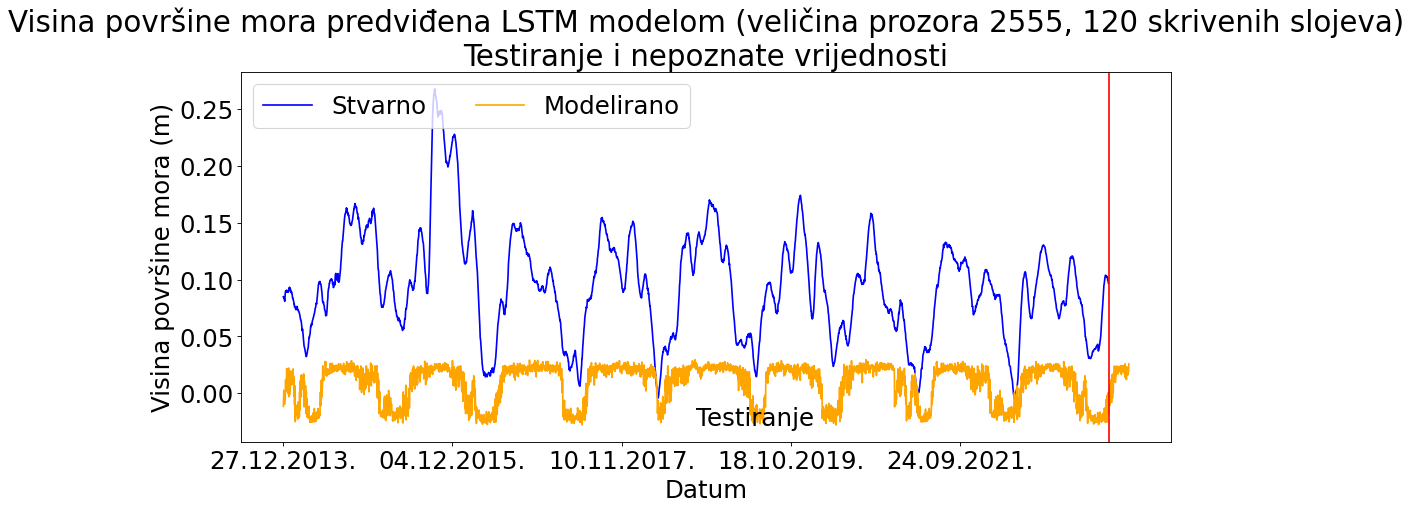 Visina površine mora predviđena LSTM modelom (veličina prozora 2555, 120 skrivenih slojeva)
Testiranje i nepoznate vrijednosti
Stvarno
Modelirano
Visina površine mora (m)
0.25
0.20
0.15
0.10
0.05
0.00
Testiranje
27.12.2013.
04.12.2015.
10.11.2017.
18.10.2019.
24.09.2021.
Datum